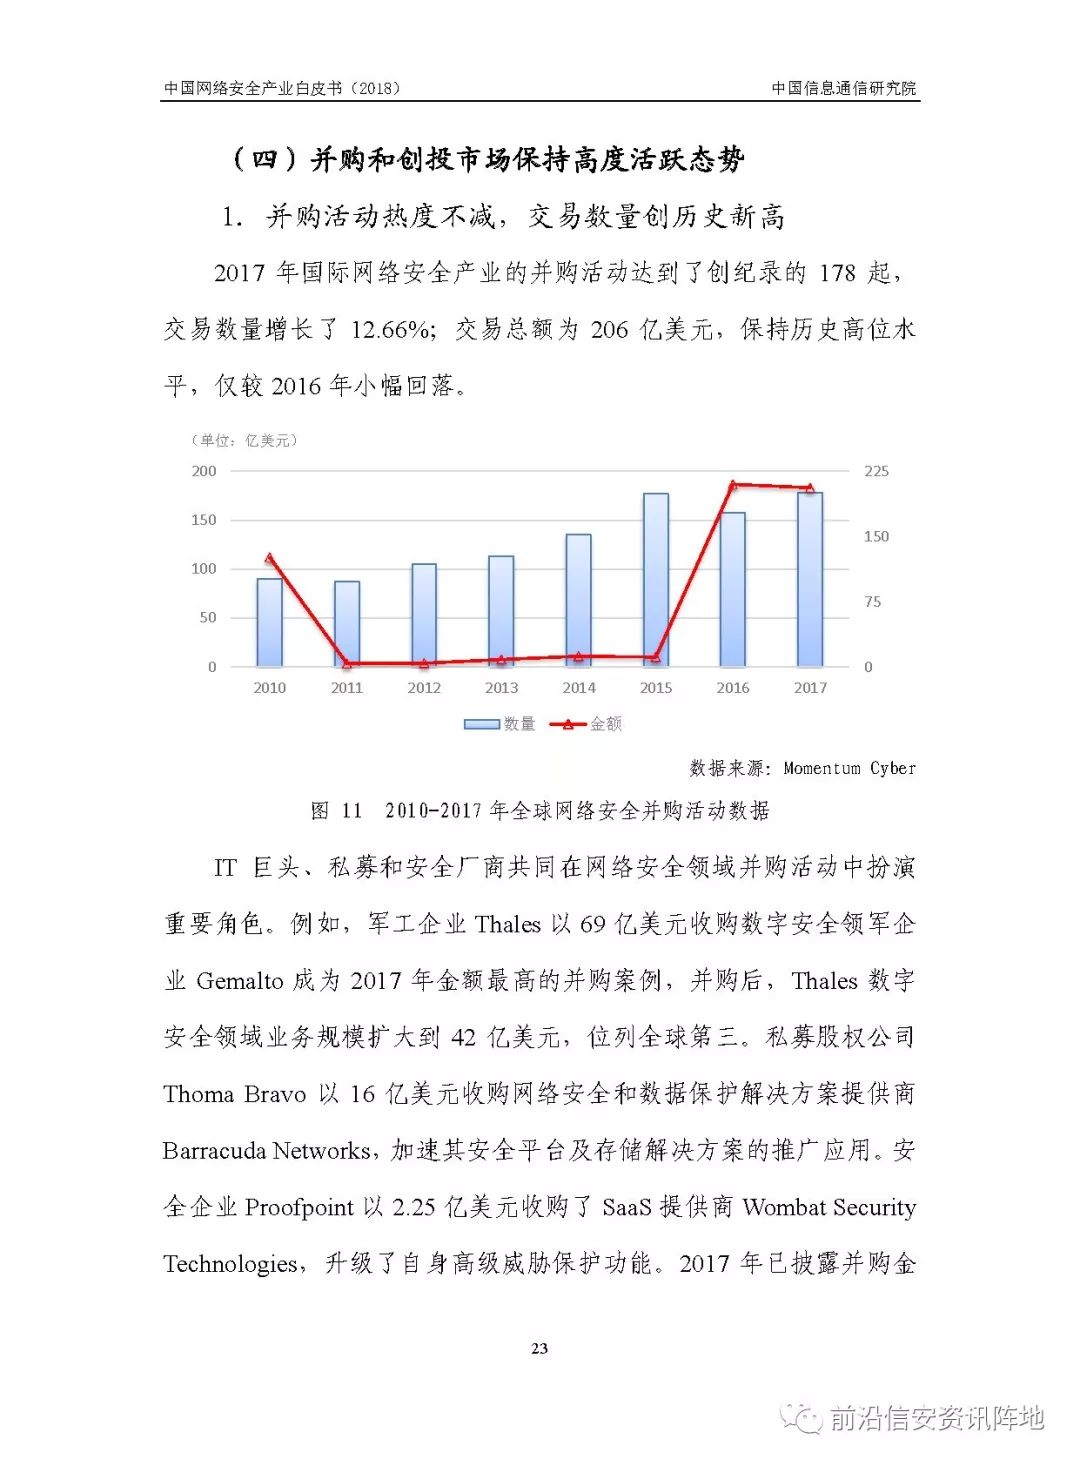 中国网络安全产业白皮书（2018）
中国信息通信研究院
（四）并购和创投市场保持高度活跃态势
1. 并购活动热度不减，交易数量创历史新高
2017 年国际网络安全产业的并购活动达到了创纪录的 178 起，
交易数量增长了 12.66%；交易总额为 206 亿美元，保持历史高位水
平，仅较 2016 年小幅回落。
（单位：亿美元）
200 225
150 150
100
75
50
0 0
2010 2011 2012 2013 2014 2015 2016 2017
数量 金额
数据来源：Momentum Cyber
图 11 2010-2017 年全球网络安全并购活动数据
IT 巨头、私募和安全厂商共同在网络安全领域并购活动中扮演
重要角色。例如，军工企业 Thales 以 69 亿美元收购数字安全领军企
业 Gemalto 成为 2017 年金额最高的并购案例，并购后，Thales 数字
安全领域业务规模扩大到 42 亿美元，位列全球第三。私募股权公司
Thoma Bravo 以 16 亿美元收购网络安全和数据保护解决方案提供商
Barracuda Networks，加速其安全平台及存储解决方案的推广应用。安
全企业 Proofpoint 以 2.25 亿美元收购了 SaaS 提供商 Wombat Security
Technologies，升级了自身高级威胁保护功能。2017 年已披露并购金
23
前沿信安资讯阵地